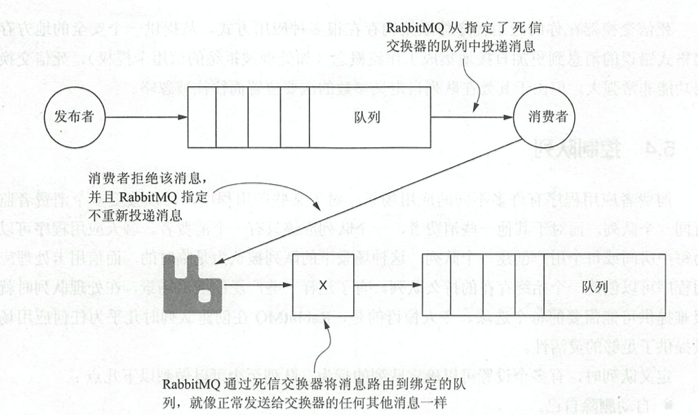 RabbitMQ 从指定了死信
交换器的队列中投递消息
发布者
队列
消费者
消费者拒绝该消息，
并且 RabbitMQ 指定
不重新投递消息
X
队列
RabbitMQ 通过死信交换器将消息路由到绑定的队
列，就像正常发送给交换器的任何其他消息一样